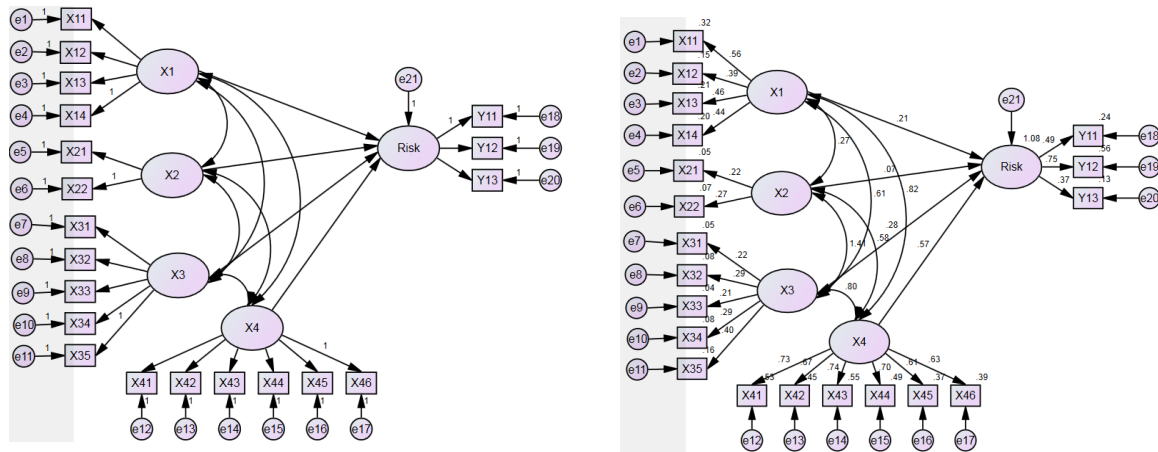 e1 1 X11
e2 1 X12
e3 1 X13
e4 1 X14
1
X1
e5 1 X21
e6 1 X22
1
X2
e7 1 X31
e8 1 X32
e9 1 X33
e10 1 X34
e11 1 X35
1
X3
X4
1
X41 X42 X43 X44 X45 X46
1 1 1 1 1 1
e12 e13 e14 e15 e16 e17
e21
1
Risk
1 Y11 1 e18
Y12 1 e19
Y13 1 e20
.32
e1 X11 .56
.15
e2 X12 .39
.21
e3 X13 .46
.20
e4 X14 .44
X1
.05
e5 X21 .22
.07
e6 X22 .27
X2
.05
e7 X31 .22
.08
e8 X32 .29
.04
e9 X33 .21
.08
e10 X34 .29
.16
e11 X35 .40
X3
.27
.61
.82
1.41
.58
.80
.21
.07
.28
.57
X4
.73 .67 .74 .70 .61 .63
.53 .45 .55 .49 .37 .39
X41 X42 X43 X44 X45 X46
e12 e13 e14 e15 e16 e17
e21
1.08
Risk
.24
.49 Y11 e18
.56
.75 Y12 e19
.13
.37 Y13 e20